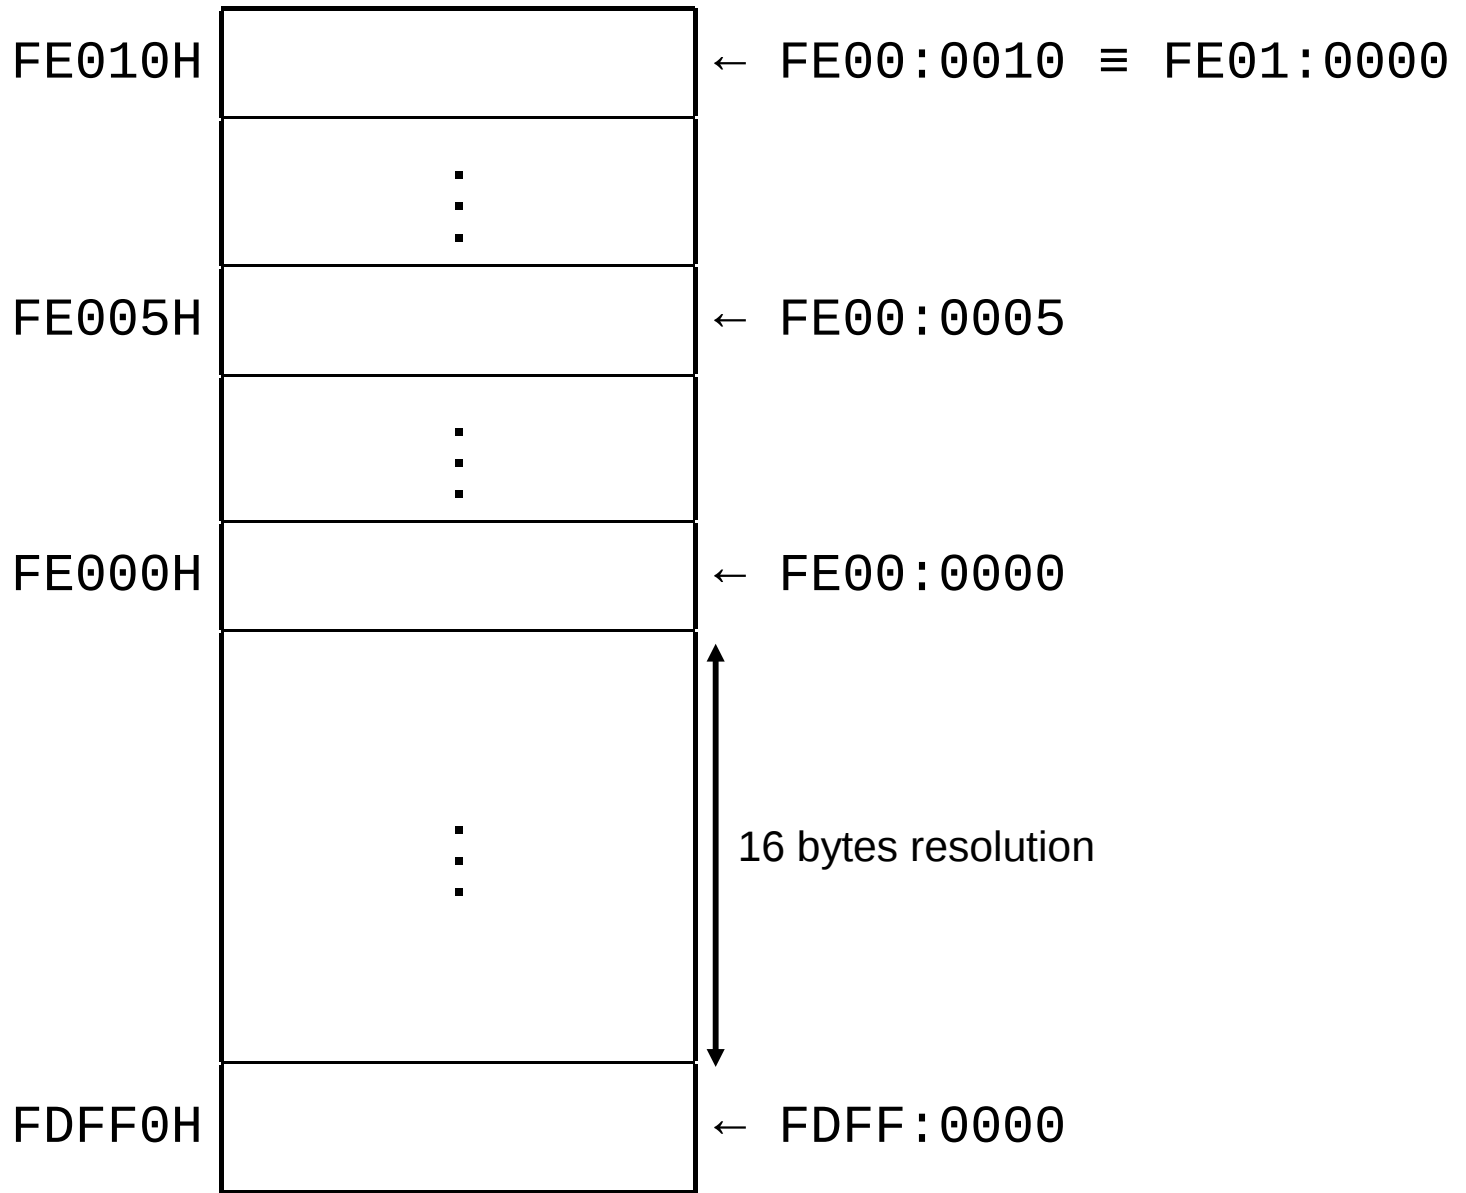 FE010H ← FE00:0010 ≡ FE01:0000
FE005H ← FE00:0005
FE000H ← FE00:0000
16 bytes resolution
FDFF0H ← FDFF:0000